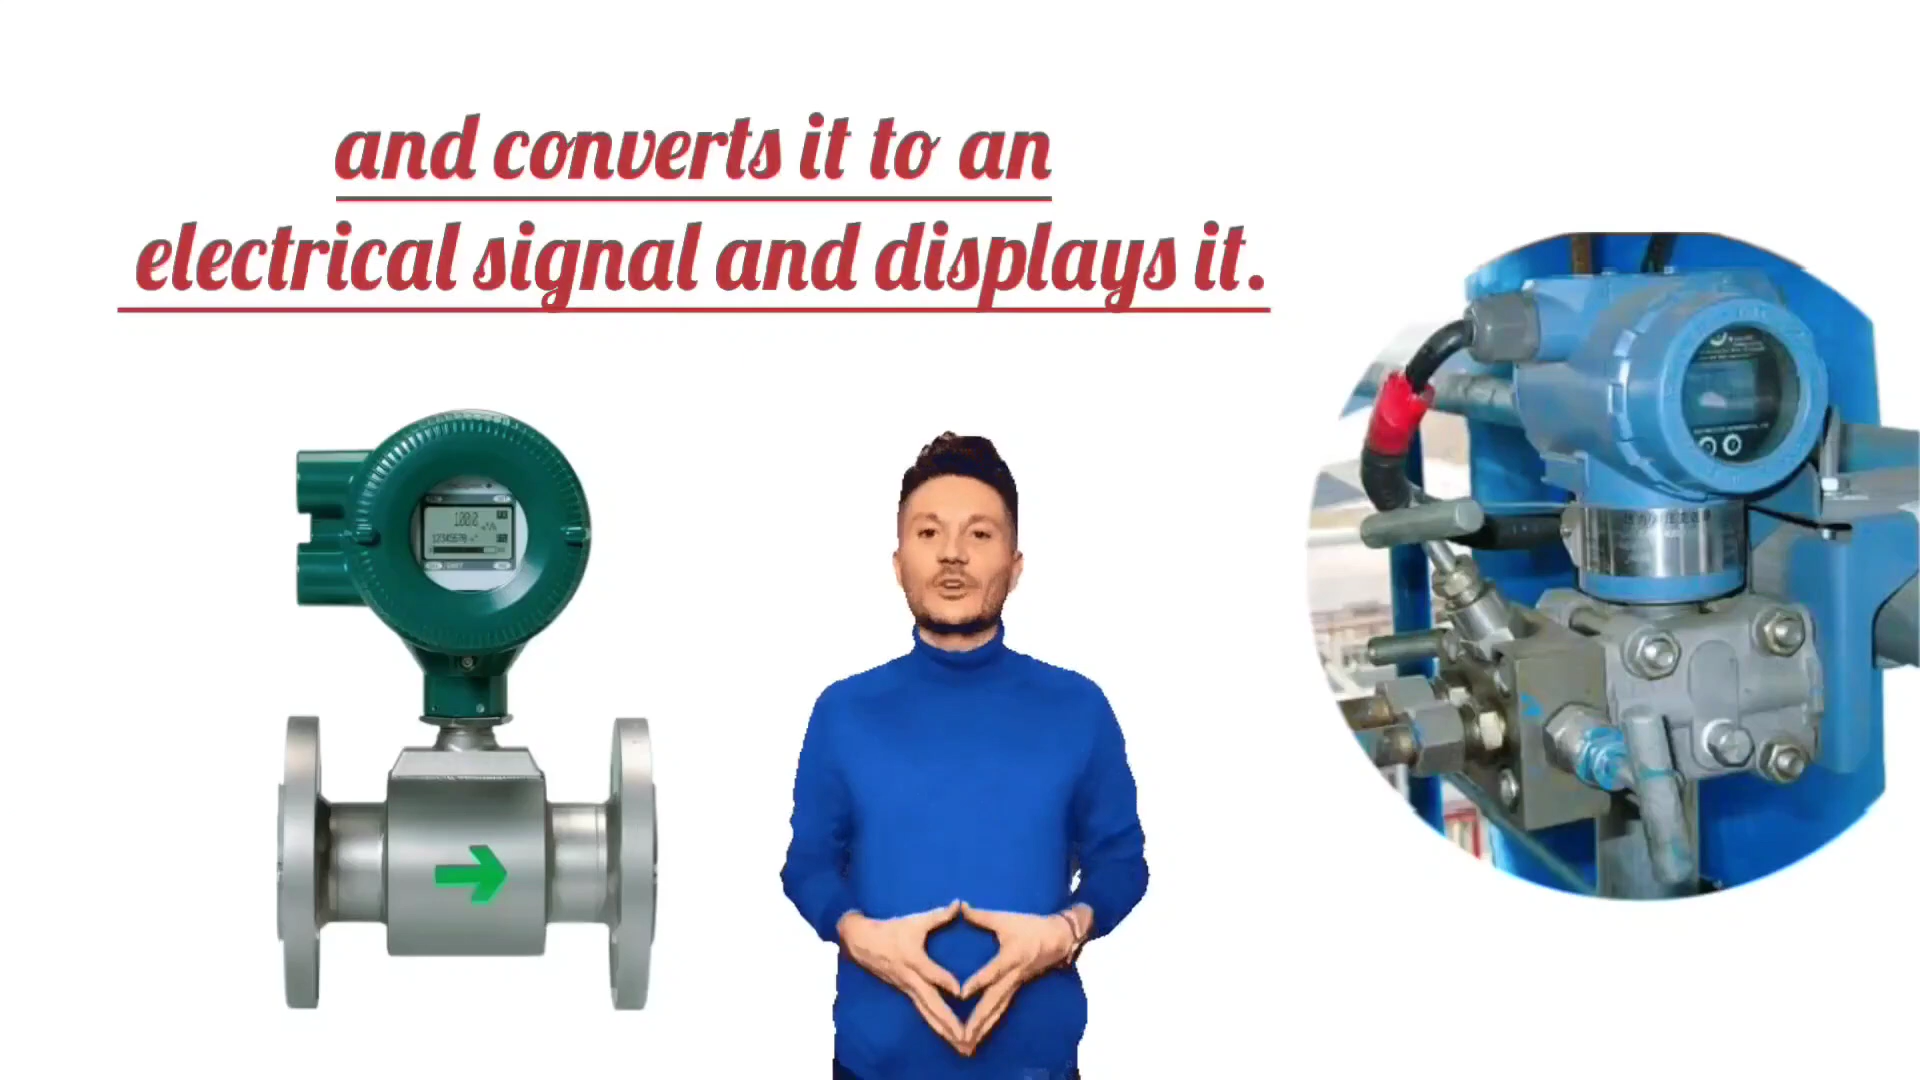 and converts it to an
electrical signal and displays it.